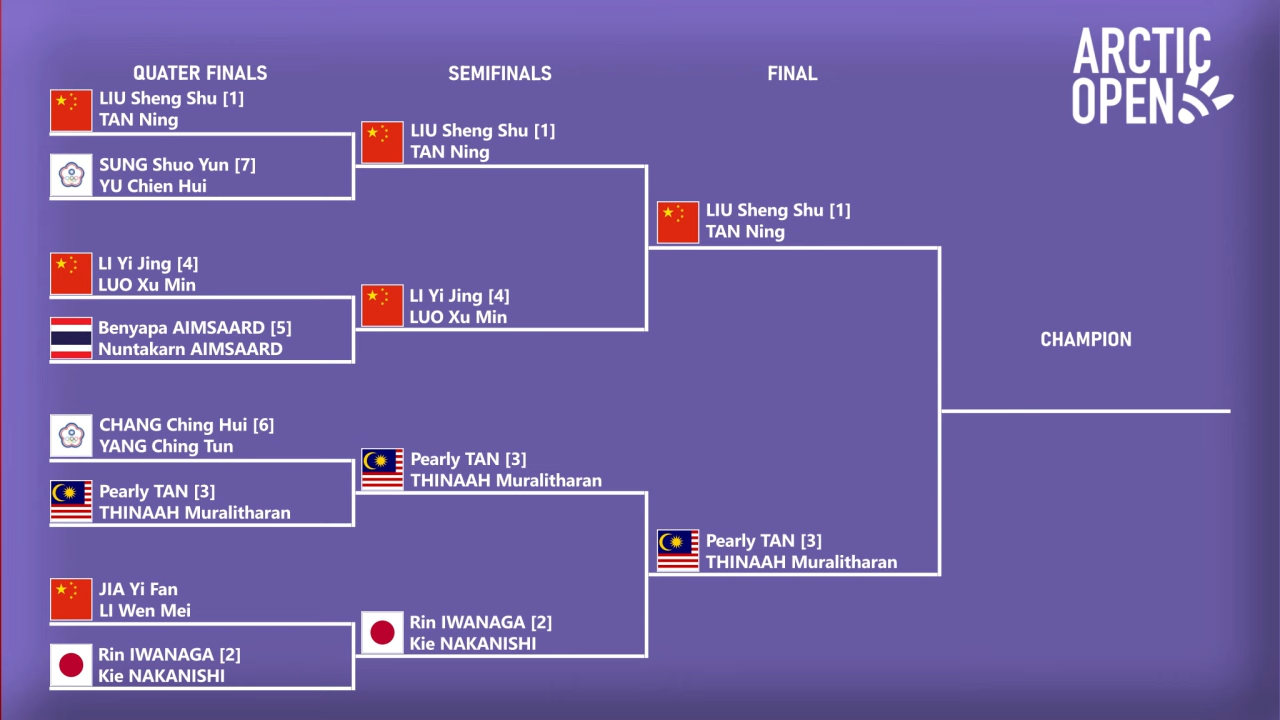 ARCTIC
OPEN
QUATER FINALS
SEMIFINALS
FINAL
LIU Sheng Shu [1]
TAN Ning
SUNG Shuo Yun [7]
YU Chien Hui
LI Yi Jing [4]
LUO Xu Min
Benyapa AIMSAARD [5]
Nuntakarn AIMSAARD
CHANG Ching Hui [6]
YANG Ching Tun
Pearly TAN [3]
THINAAH Muralitharan
JIA Yi Fan
LI Wen Mei
Rin IWANAGA [2]
Kie NAKANISHI
LIU Sheng Shu [1]
TAN Ning
LI Yi Jing [4]
LUO Xu Min
Pearly TAN [3]
THINAAH Muralitharan
Rin IWANAGA [2]
Kie NAKANISHI
LIU Sheng Shu [1]
TAN Ning
Pearly TAN [3]
THINAAH Muralitharan
CHAMPION